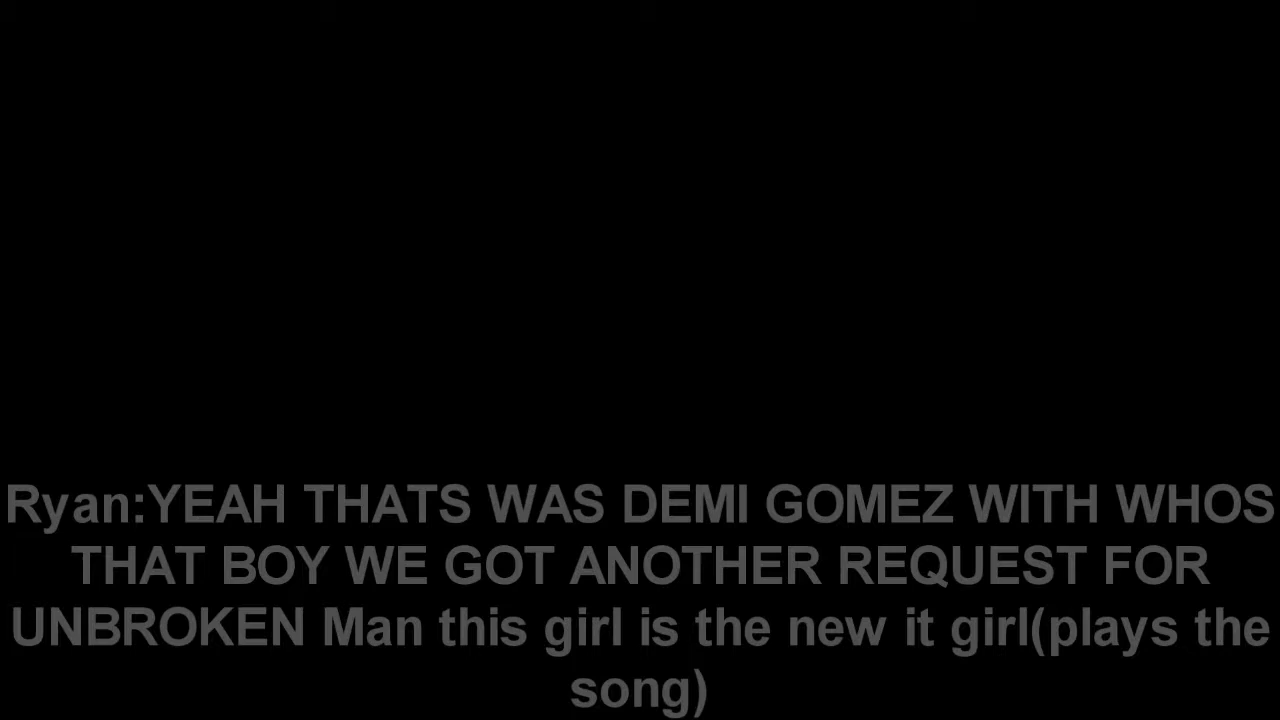 Ryan:YEAH THATS WAS DEMI GOMEZ WITH WHOS
THAT BOY WE GOT ANOTHER REQUEST FOR
UNBROKEN Man this girl is the new it girl(plays the
song)